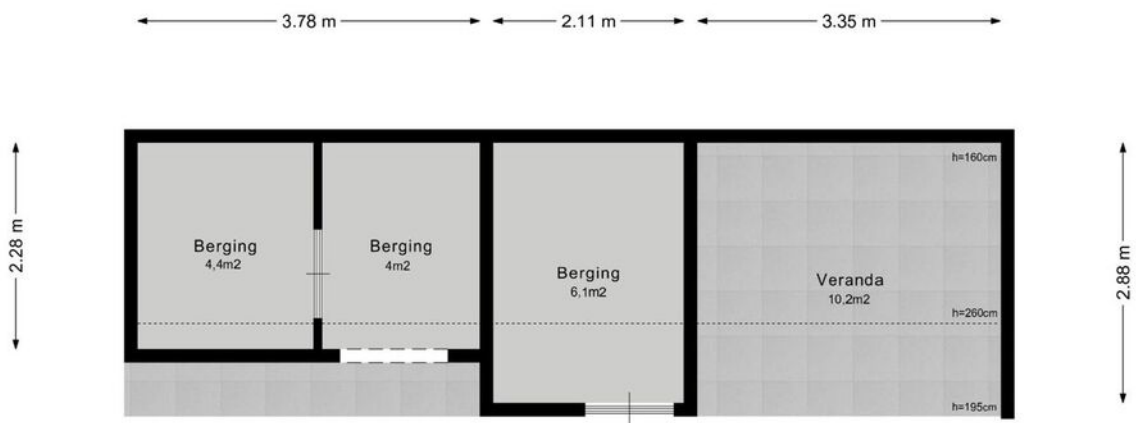 3.78 m
2.11 m
3.35 m
h=160cm
2.28 m
Berging
4,4m2
Berging
4m2
Berging
6,1m2
Veranda
10,2m2
2.88 m
h=260cm
h=195cm